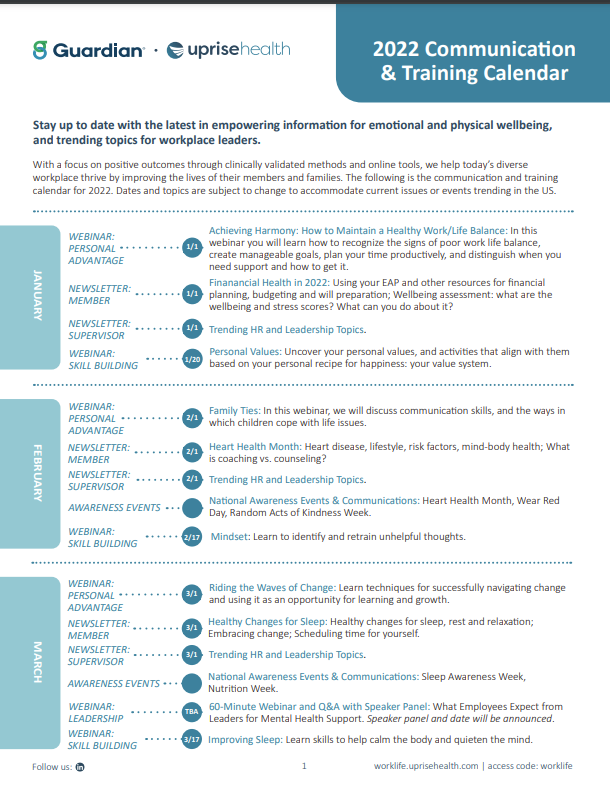 Guardian · uprisehealth
2022 Communication
& Training Calendar
Stay up to date with the latest in empowering information for emotional and physical wellbeing,
and trending topics for workplace leaders.
With a focus on positive outcomes through clinically validated methods and online tools, we help today's diverse
workplace thrive by improving the lives of their members and families. The following is the communication and training
calendar for 2022. Dates and topics are subject to change to accommodate current issues or events trending in the US.
JANUARY
WEBINAR:
PERSONAL
ADVANTAGE
1/1
Achieving Harmony: How to Maintain a Healthy Work/Life Balance: In this
webinar you will learn how to recognize the signs of poor work life balance,
create manageable goals, plan your time productively, and distinguish when you
need support and how to get it.
NEWSLETTER:
MEMBER
1/1
Finanancial Health in 2022: Using your EAP and other resources for financial
planning, budgeting and will preparation; Wellbeing assessment: what are the
wellbeing and stress scores? What can you do about it?
NEWSLETTER:
SUPERVISOR
1/1
Trending HR and Leadership Topics.
WEBINAR:
SKILL BUILDING
1/20
Personal Values: Uncover your personal values, and activities that align with them
based on your personal recipe for happiness: your value system.
FEBRUARY
WEBINAR:
PERSONAL
ADVANTAGE
2/1
Family Ties: In this webinar, we will discuss communication skills, and the ways in
which children cope with life issues.
NEWSLETTER:
MEMBER
2/1
Heart Health Month: Heart disease, lifestyle, risk factors, mind-body health; What
is coaching vs. counseling?
NEWSLETTER:
SUPERVISOR
2/1
Trending HR and Leadership Topics.
AWARENESS EVENTS
National Awareness Events & Communications: Heart Health Month, Wear Red
Day, Random Acts of Kindness Week.
WEBINAR:
SKILL BUILDING
2/17
Mindset: Learn to identify and retrain unhelpful thoughts.
MARCH
WEBINAR:
PERSONAL
ADVANTAGE
3/1
Riding the Waves of Change: Learn techniques for successfully navigating change
and using it as an opportunity for learning and growth.
NEWSLETTER:
MEMBER
3/1
Healthy Changes for Sleep: Healthy changes for sleep, rest and relaxation;
Embracing change; Scheduling time for yourself.
NEWSLETTER:
SUPERVISOR
3/1
Trending HR and Leadership Topics.
AWARENESS EVENTS
National Awareness Events & Communications: Sleep Awareness Week,
Nutrition Week.
WEBINAR:
LEADERSHIP
TBA
60-Minute Webinar and Q&A with Speaker Panel: What Employees Expect from
Leaders for Mental Health Support. Speaker panel and date will be announced.
WEBINAR:
SKILL BUILDING
3/17
Improving Sleep: Learn skills to help calm the body and quieten the mind.
Follow us: in
1
worklife.uprisehealth.com | access code: worklife